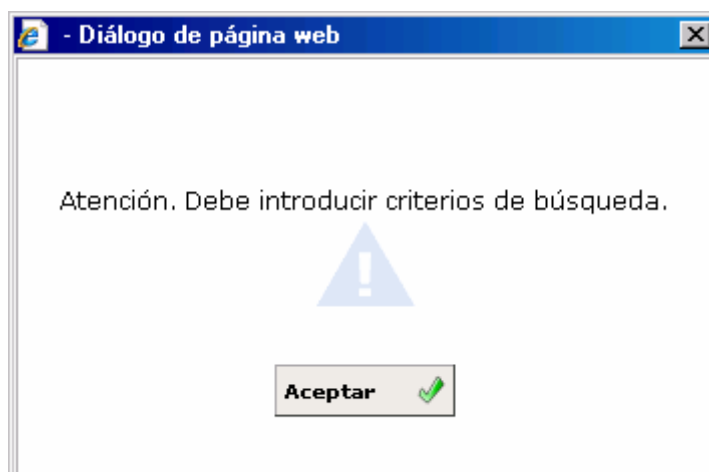 - Diálogo de página web
Atención. Debe introducir criterios de búsqueda.
Aceptar